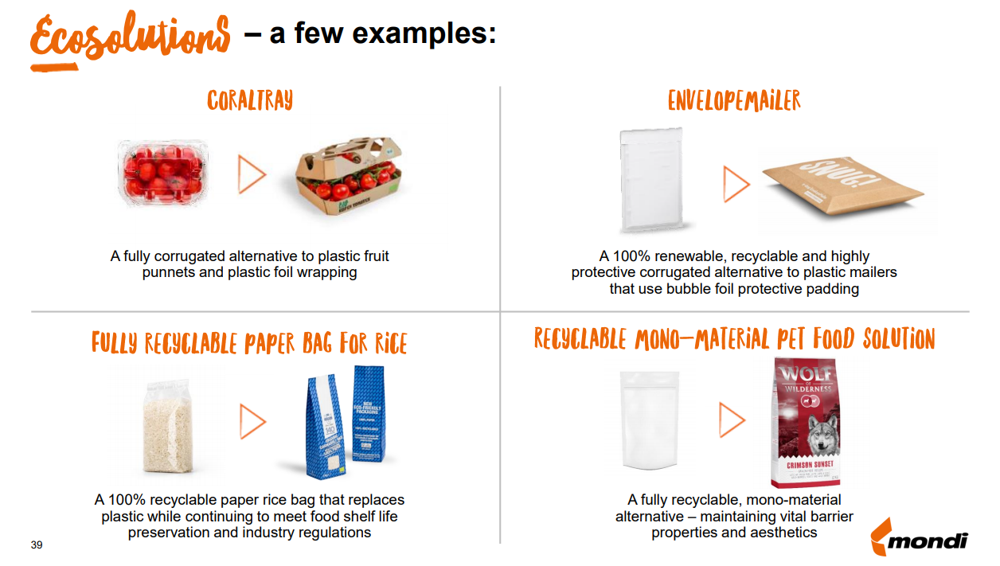 Ecosolutions – a few examples:
CORALTRAY
A fully corrugated alternative to plastic fruit
punnets and plastic foil wrapping
ENVELOPEMAILER
SNUG!
A 100% renewable, recyclable and highly
protective corrugated alternative to plastic mailers
that use bubble foil protective padding
FULLY RECYCLABLE PAPER BAG FOR RICE
NEW
ECO-FRIENDLY
PACKAGING
A 100% recyclable paper rice bag that replaces
plastic while continuing to meet food shelf life
preservation and industry regulations
RECYCLABLE MONO-MATERIAL PET FOOD SOLUTION
WOLF
OF
WILDERNESS
CRIMSON SUNSET
A fully recyclable, mono-material
alternative – maintaining vital barrier
properties and aesthetics
39
mondi